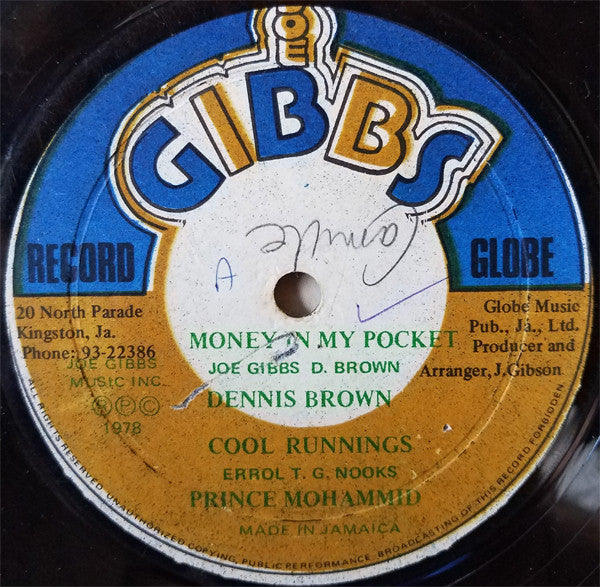 JOE
GIBBS
RECORD
GLOBE
Camille
A
20 North Parade
Kingston, Ja.
Phone: 93-22386
JOE GIBBS
MUSIC INC.
Ⓢ Ⓟ Ⓒ
1978
Globe Music
Pub., Ja., Ltd.
Producer and
Arranger, J.Gibson
MONEY IN MY POCKET
JOE GIBBS D. BROWN
DENNIS BROWN
COOL RUNNINGS
ERROL T. G. NOOKS
PRINCE MOHAMMID
MADE IN JAMAICA
ALL RIGHTS RESERVED UNAUTHORIZED COPYING, PUBLIC PERFORMANCE, BROADCASTING OF THIS RECORD FORBIDDEN